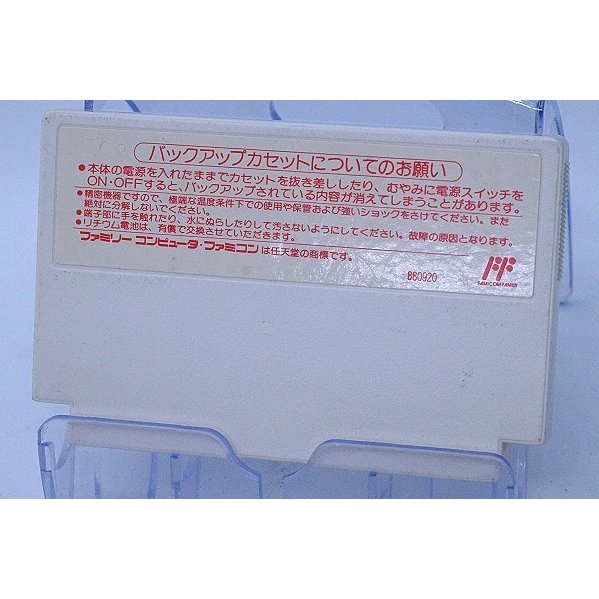 バックアップカセットについてのお願い
●本体の電源を入れたままでカセットを抜き差ししたり、むやみに電源スイッチを
ON・OFFすると、バックアップされている内容が消えてしまうことがあります。
●精密機器ですので、極端な温度条件下での使用や保管および強いショックをさけてください。また
絶対に分解しないでください。
●端子部に手を触れたり、水にぬらしたりして汚さないようにしてください。故障の原因となります。
●リチウム電池は、有償で交換させていただきます。
ファミリー コンピュータ・ファミコンは任天堂の商標です。
880920
FF
FAMICOM FAMILY